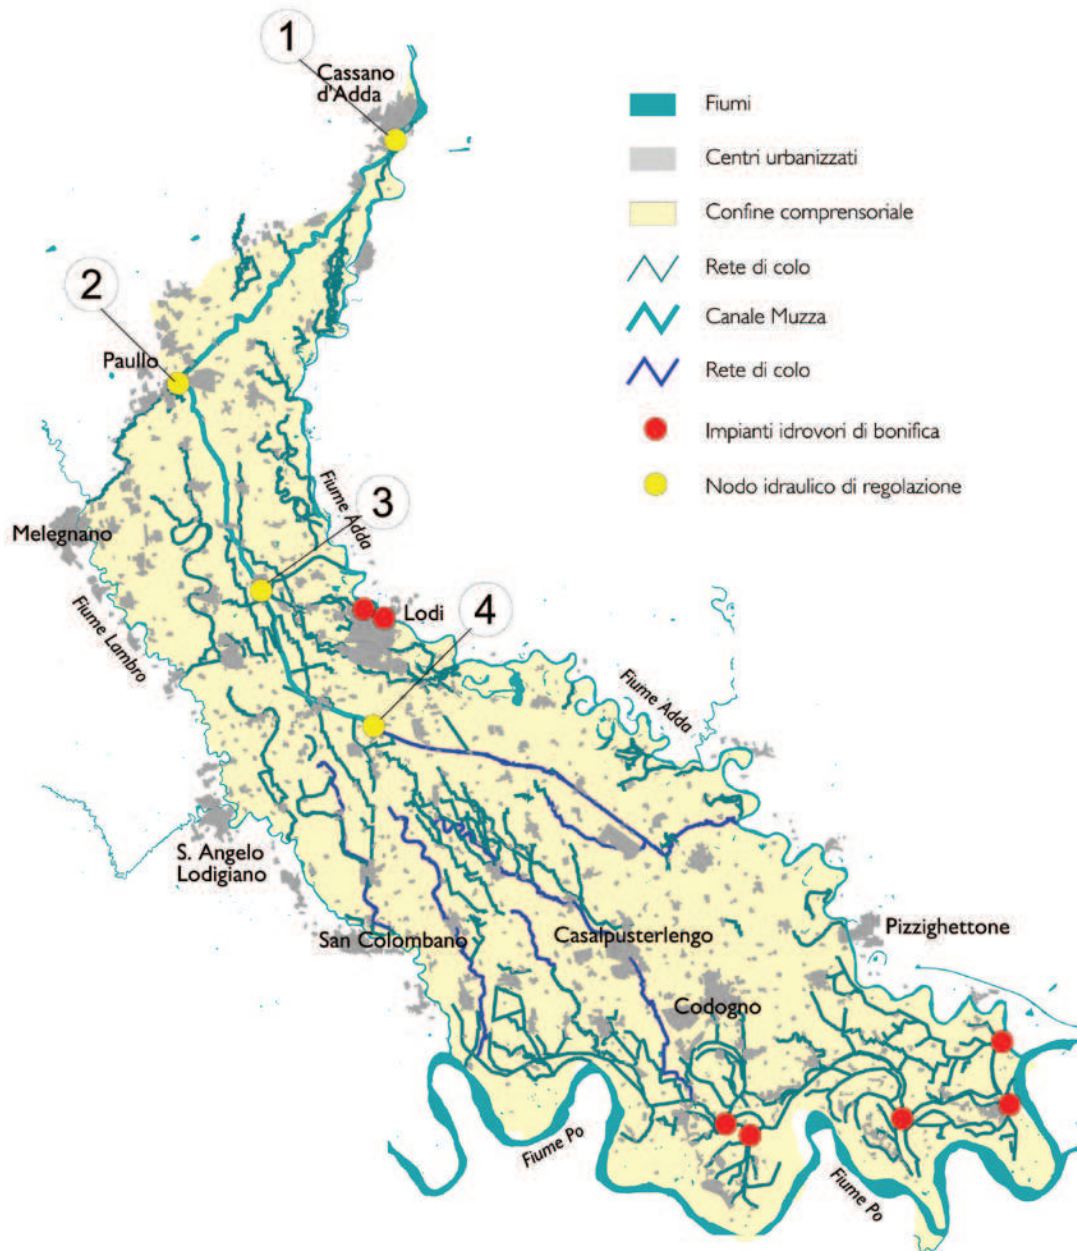 1
Cassano
d'Adda
Fiumi
Centri urbanizzati
Confine comprensoriale
2
Rete di colo
Canale Muzza
Paullo
Rete di colo
Impianti idrovori di bonifica
Nodo idraulico di regolazione
Fiume Adda
3
Melegnano
Fiume Lambro
Lodi
4
Fiume Adda
S. Angelo
Lodigiano
San Colombano
Casalpusterlengo
Pizzighettone
Codogno
Fiume Po
Fiume Po